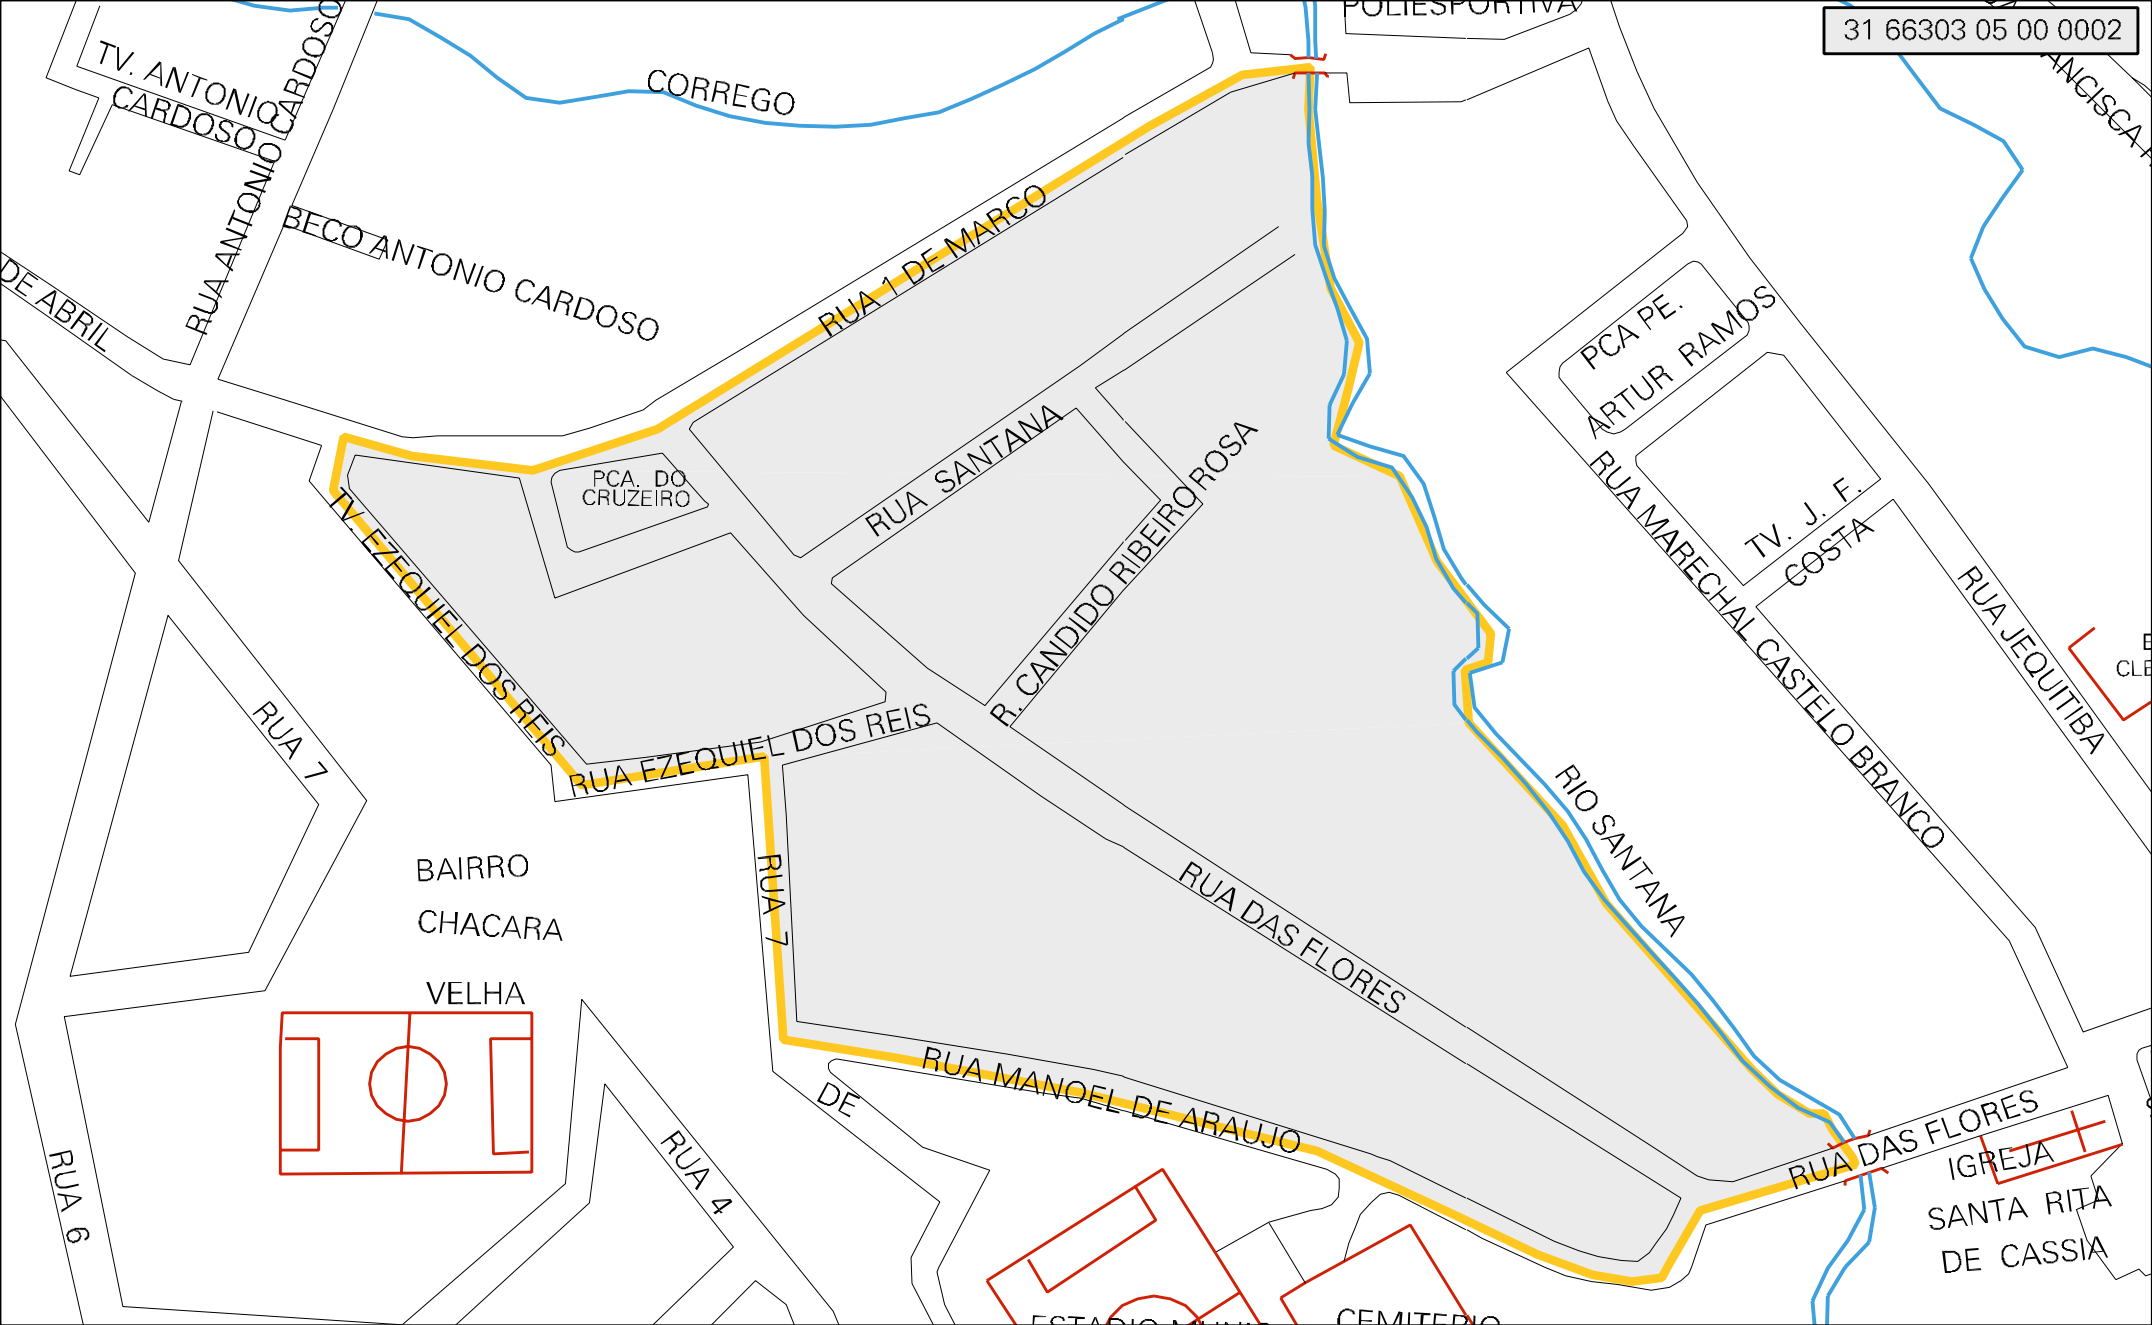 POLIESPORTIVA
31 66303 05 00 0002
TV. ANTONIO
CARDOSO
RUA ANTONIO CARDOSO
CORREGO
BECO ANTONIO CARDOSO
DE ABRIL
RUA 1 DE MARCO
PCA PE.
ARTUR RAMOS
PCA. DO
CRUZEIRO
RUA SANTANA
R. CANDIDO RIBEIRO ROSA
TV. J. F.
COSTA
RUA MARECHAL CASTELO BRANCO
RUA JEQUITIBA
TV. EZEQUIEL DOS REIS
RUA EZEQUIEL DOS REIS
RUA 7
RIO SANTANA
BAIRRO
CHACARA
VELHA
RUA 7
RUA DAS FLORES
RUA MANOEL DE ARAUJO
DE
RUA 4
RUA 6
RUA DAS FLORES
IGREJA
SANTA RITA
DE CASSIA
CEMITERIO